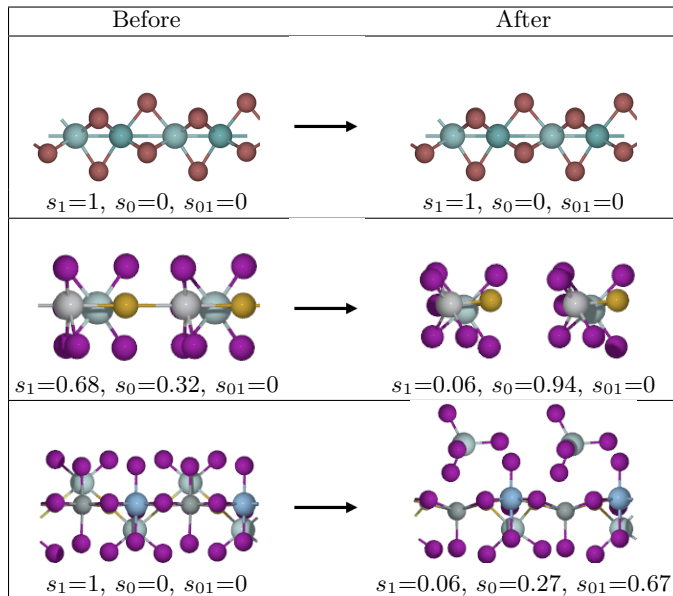 Before After
s₁=1, s₀=0, s₀₁=0 s₁=1, s₀=0, s₀₁=0
s₁=0.68, s₀=0.32, s₀₁=0 s₁=0.06, s₀=0.94, s₀₁=0
s₁=1, s₀=0, s₀₁=0 s₁=0.06, s₀=0.27, s₀₁=0.67